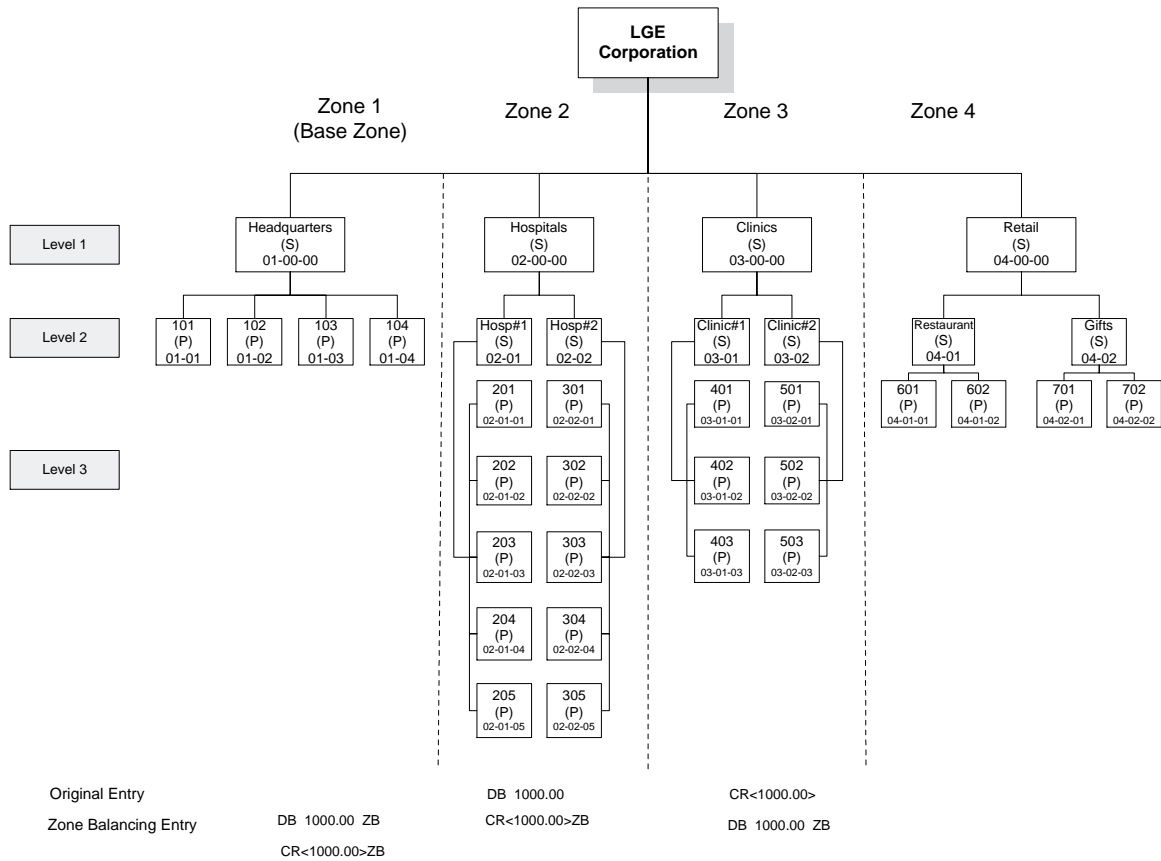 LGE
Corporation
Zone 1
(Base Zone)
Zone 2
Zone 3
Zone 4
Level 1
Headquarters
(S)
01-00-00
Hospitals
(S)
02-00-00
Clinics
(S)
03-00-00
Retail
(S)
04-00-00
Level 2
101
(P)
01-01
102
(P)
01-02
103
(P)
01-03
104
(P)
01-04
Hosp#1
(S)
02-01
Hosp#2
(S)
02-02
Clinic#1
(S)
03-01
Clinic#2
(S)
03-02
Restaurant
(S)
04-01
Gifts
(S)
04-02
Level 3
201
(P)
02-01-01
301
(P)
02-02-01
401
(P)
03-01-01
501
(P)
03-02-01
601
(P)
04-01-01
602
(P)
04-01-02
701
(P)
04-02-01
702
(P)
04-02-02
202
(P)
02-01-02
302
(P)
02-02-02
402
(P)
03-01-02
502
(P)
03-02-02
203
(P)
02-01-03
303
(P)
02-02-03
403
(P)
03-01-03
503
(P)
03-02-03
204
(P)
02-01-04
304
(P)
02-02-04
205
(P)
02-01-05
305
(P)
02-02-05
Original Entry
DB 1000.00
CR<1000.00>
Zone Balancing Entry
DB 1000.00 ZB
CR<1000.00>ZB
DB 1000.00 ZB
CR<1000.00>ZB